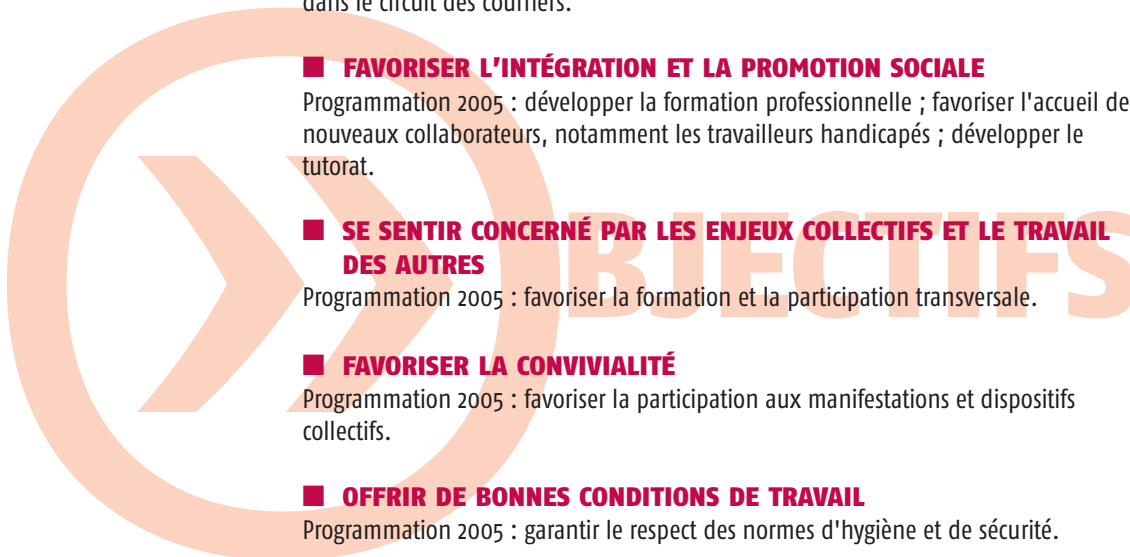 dans le circuit des courriers.
■ FAVORISER L'INTÉGRATION ET LA PROMOTION SOCIALE
Programmation 2005 : développer la formation professionnelle ; favoriser l'accueil de
nouveaux collaborateurs, notamment les travailleurs handicapés ; développer le
tutorat.
■ SE SENTIR CONCERNÉ PAR LES ENJEUX COLLECTIFS ET LE TRAVAIL
DES AUTRES
Programmation 2005 : favoriser la formation et la participation transversale.
BJECTIFS
■ FAVORISER LA CONVIVIALITÉ
Programmation 2005 : favoriser la participation aux manifestations et dispositifs
collectifs.
■ OFFRIR DE BONNES CONDITIONS DE TRAVAIL
Programmation 2005 : garantir le respect des normes d'hygiène et de sécurité.